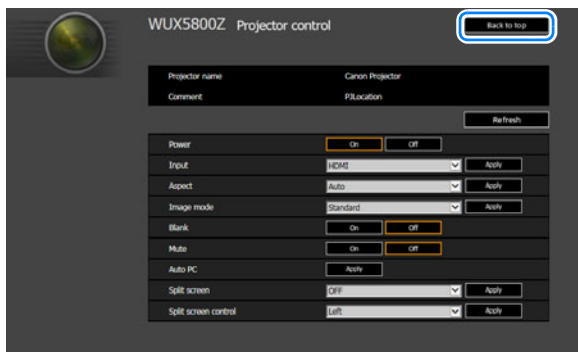 WUX5800Z Projector control Back to top
Projector name Canon Projector
Comment PJLocation
Refresh
Power On Off
Input HDMI Apply
Aspect Auto Apply
Image mode Standard Apply
Blank On Off
Mute On Off
Auto PC Apply
Split screen OFF Apply
Split screen control Left Apply